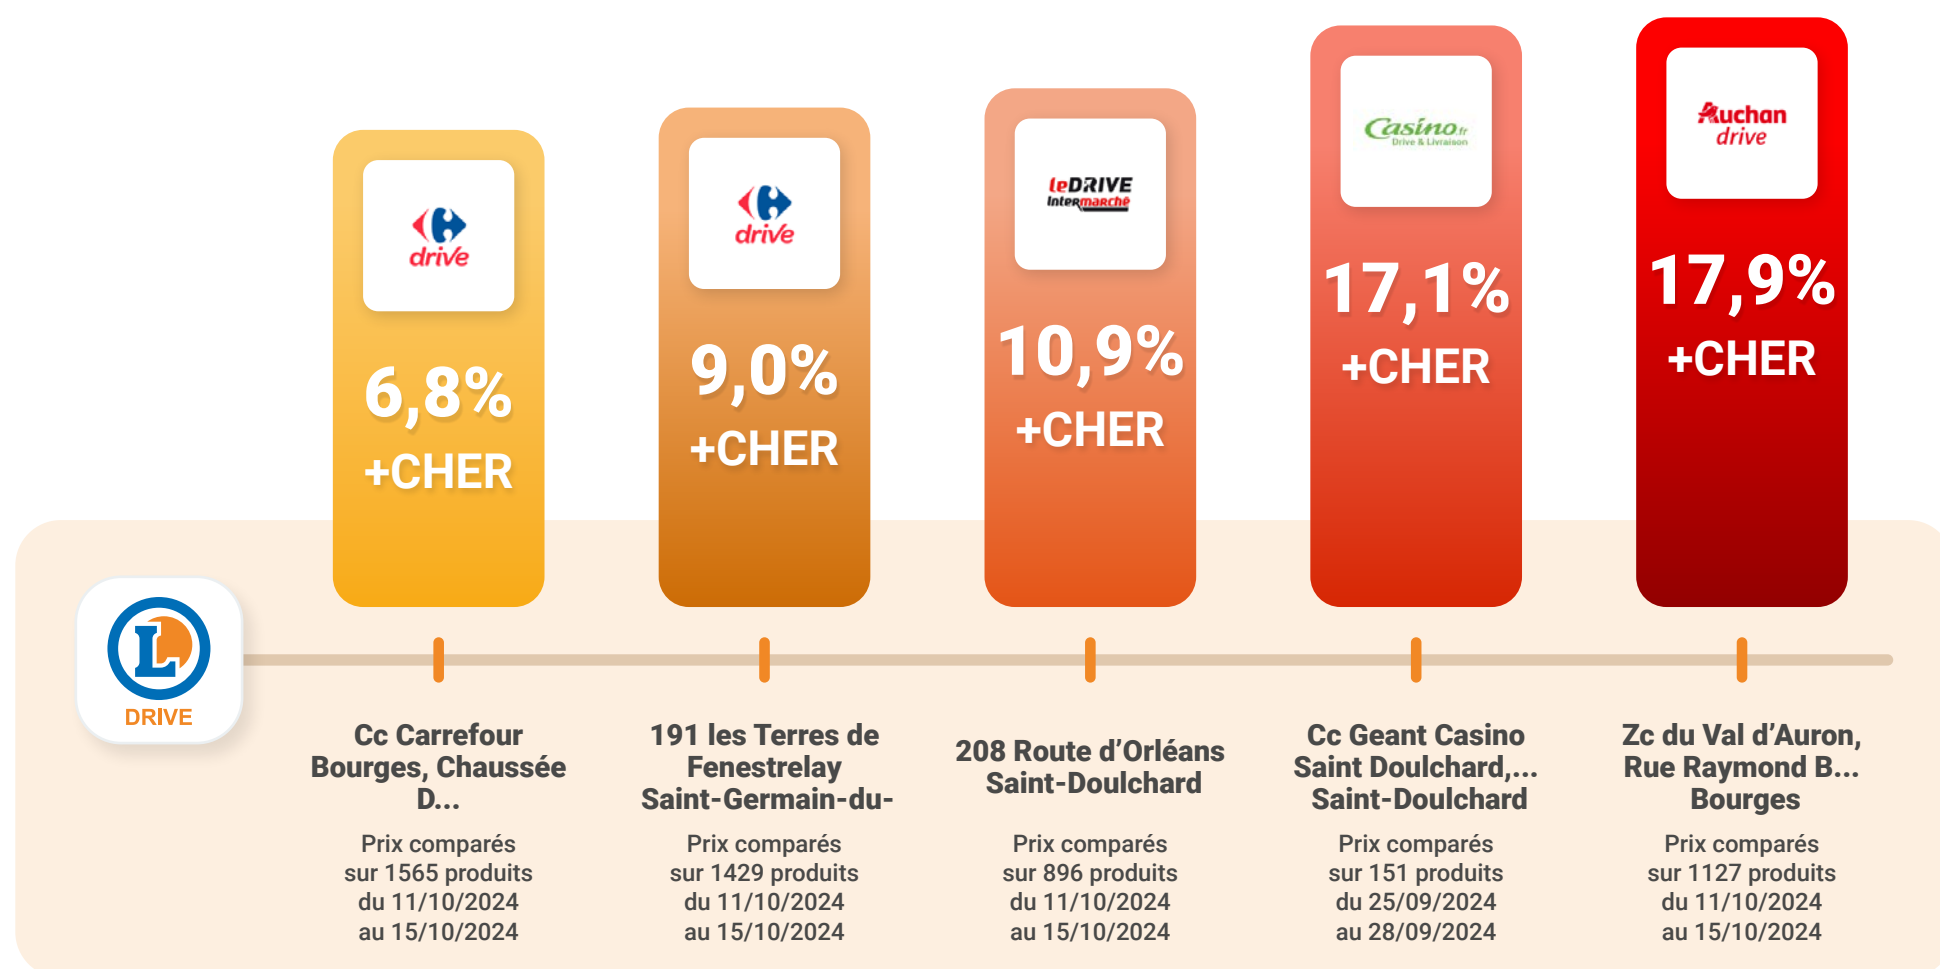 drive
6,8%
+CHER
drive
9,0%
+CHER
leDRIVE
Intermarché
10,9%
+CHER
Casino.fr
Drive & Livraison
17,1%
+CHER
Auchan
drive
17,9%
+CHER
L
DRIVE
Cc Carrefour
Bourges, Chaussée
D...
Prix comparés
sur 1565 produits
du 11/10/2024
au 15/10/2024
191 les Terres de
Fenestrelay
Saint-Germain-du-
Prix comparés
sur 1429 produits
du 11/10/2024
au 15/10/2024
208 Route d'Orléans
Saint-Doulchard
Prix comparés
sur 896 produits
du 11/10/2024
au 15/10/2024
Cc Geant Casino
Saint Doulchard,...
Saint-Doulchard
Prix comparés
sur 151 produits
du 25/09/2024
au 28/09/2024
Zc du Val d'Auron,
Rue Raymond B...
Bourges
Prix comparés
sur 1127 produits
du 11/10/2024
au 15/10/2024